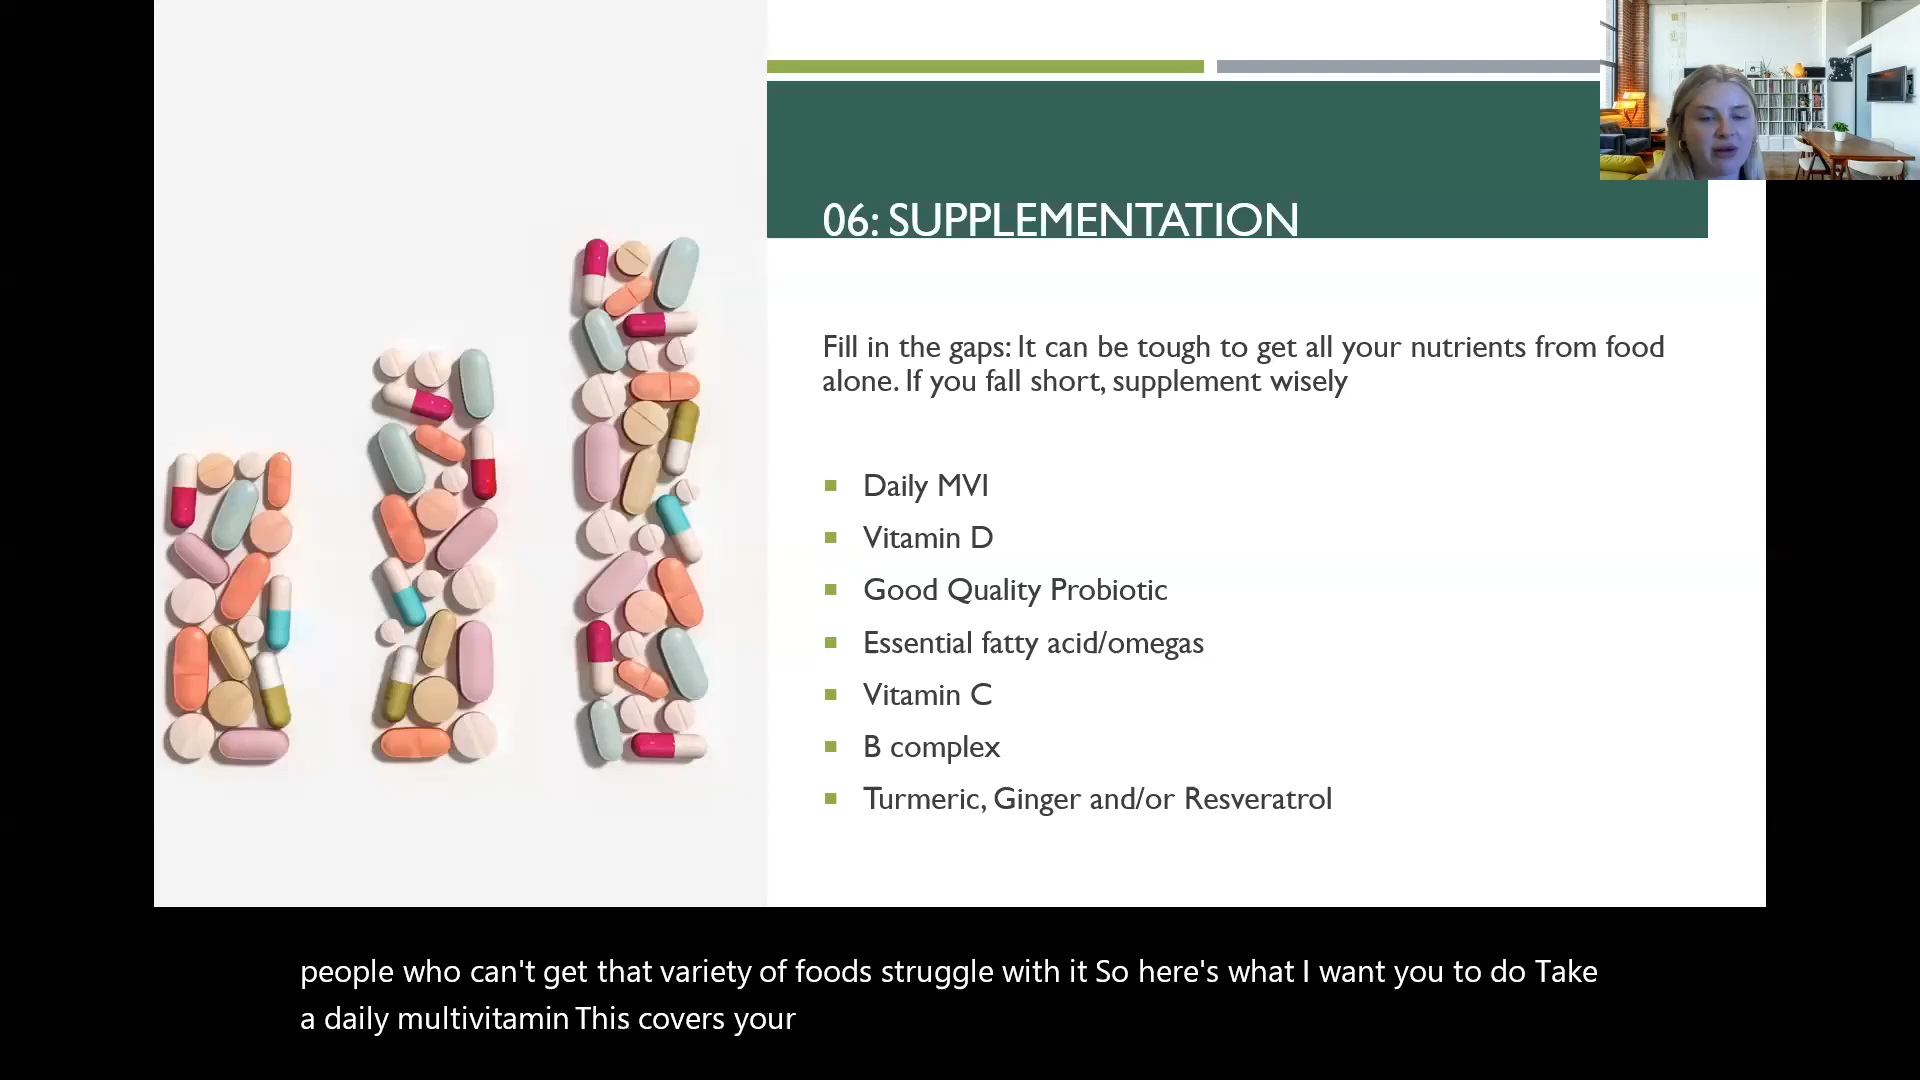 06: SUPPLEMENTATION
Fill in the gaps: It can be tough to get all your nutrients from food
alone. If you fall short, supplement wisely
Daily MVI
Vitamin D
Good Quality Probiotic
Essential fatty acid/omegas
Vitamin C
B complex
Turmeric, Ginger and/or Resveratrol
people who can't get that variety of foods struggle with it So here's what I want you to do Take
a daily multivitamin This covers your